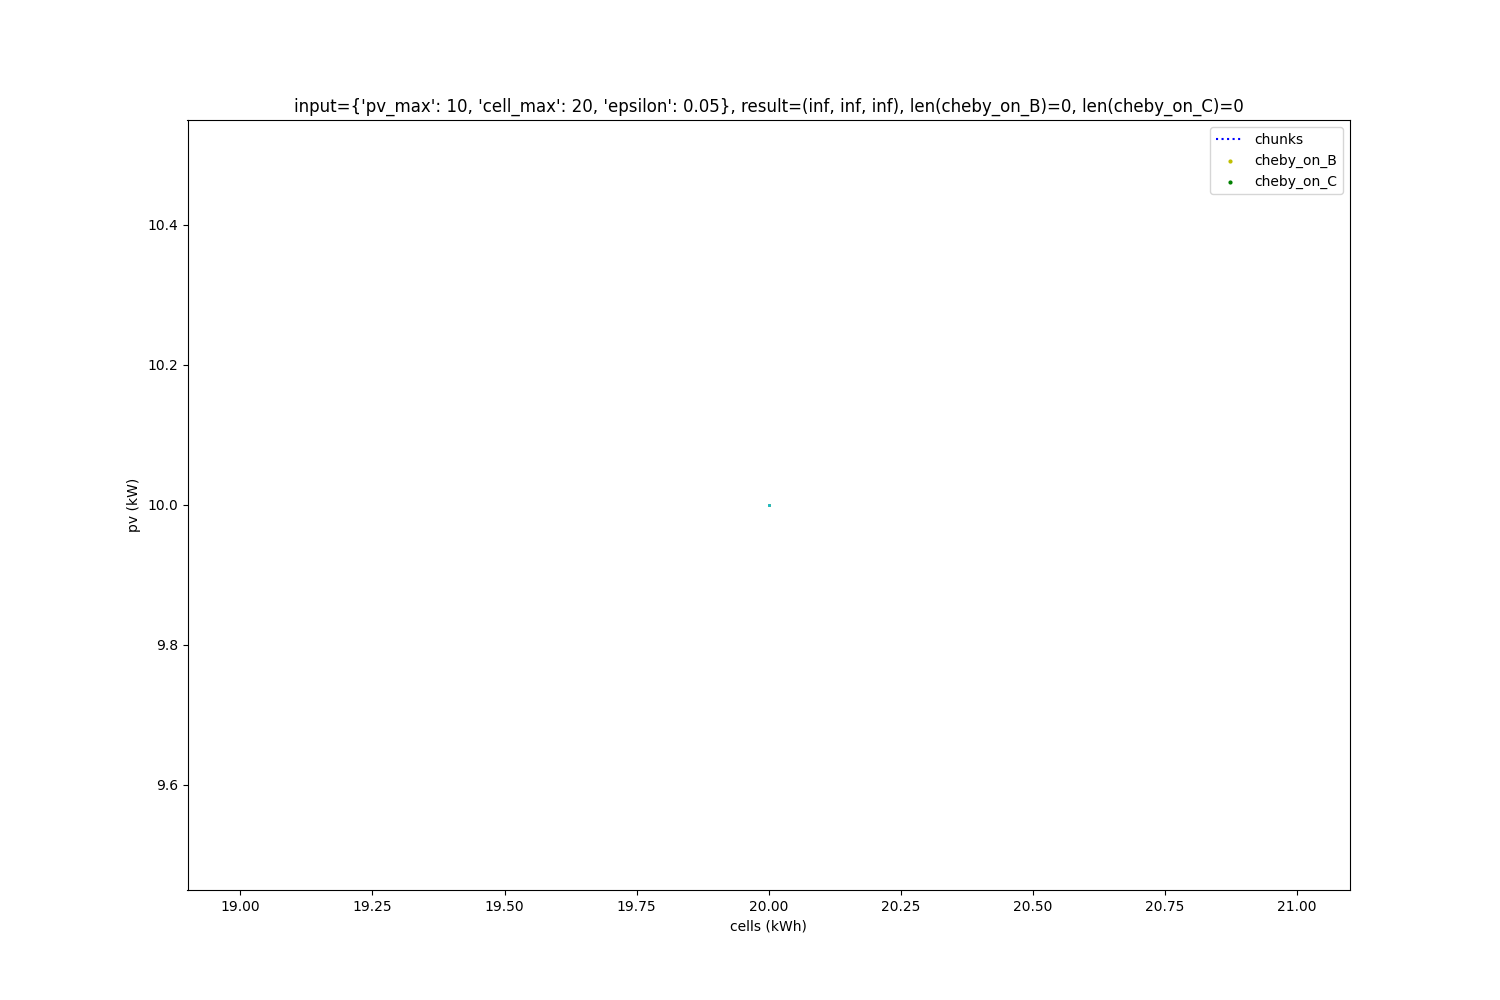 input={'pv_max': 10, 'cell_max': 20, 'epsilon': 0.05}, result=(inf, inf, inf), len(cheby_on_B)=0, len(cheby_on_C)=0
chunks
cheby_on_B
cheby_on_C
10.4
10.2
10.0
9.8
9.6
pv (kW)
19.00 19.25 19.50 19.75 20.00 20.25 20.50 20.75 21.00
cells (kWh)